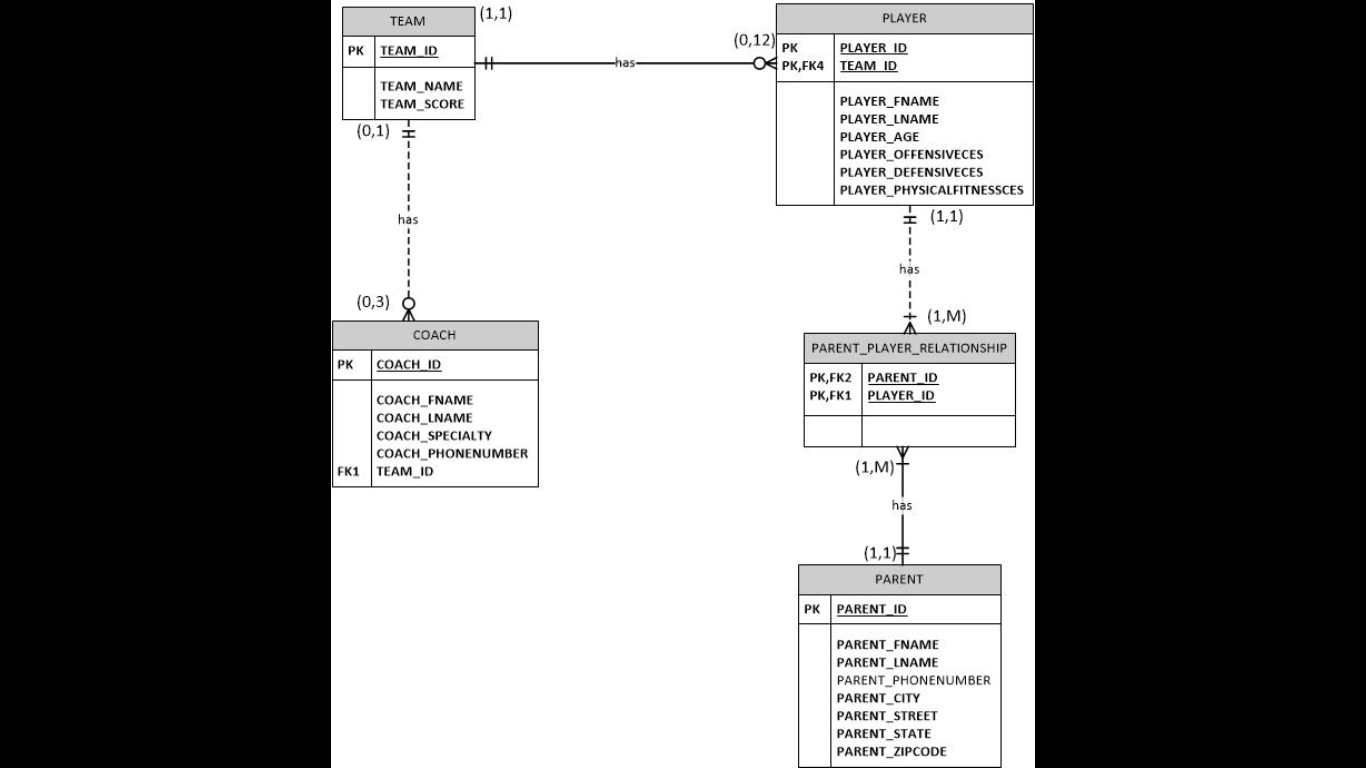 TEAM
PK TEAM_ID
TEAM_NAME
TEAM_SCORE
(1,1)
has
(0,12)
PLAYER
PK PLAYER_ID
PK,FK4 TEAM_ID
PLAYER_FNAME
PLAYER_LNAME
PLAYER_AGE
PLAYER_OFFENSIVECES
PLAYER_DEFENSIVECES
PLAYER_PHYSICALFITNESSCES
(0,1)
has
(0,3)
COACH
PK COACH_ID
COACH_FNAME
COACH_LNAME
COACH_SPECIALTY
COACH_PHONENUMBER
FK1 TEAM_ID
(1,1)
has
(1,M)
PARENT_PLAYER_RELATIONSHIP
PK,FK2 PARENT_ID
PK,FK1 PLAYER_ID
(1,M)
has
(1,1)
PARENT
PK PARENT_ID
PARENT_FNAME
PARENT_LNAME
PARENT_PHONENUMBER
PARENT_CITY
PARENT_STREET
PARENT_STATE
PARENT_ZIPCODE